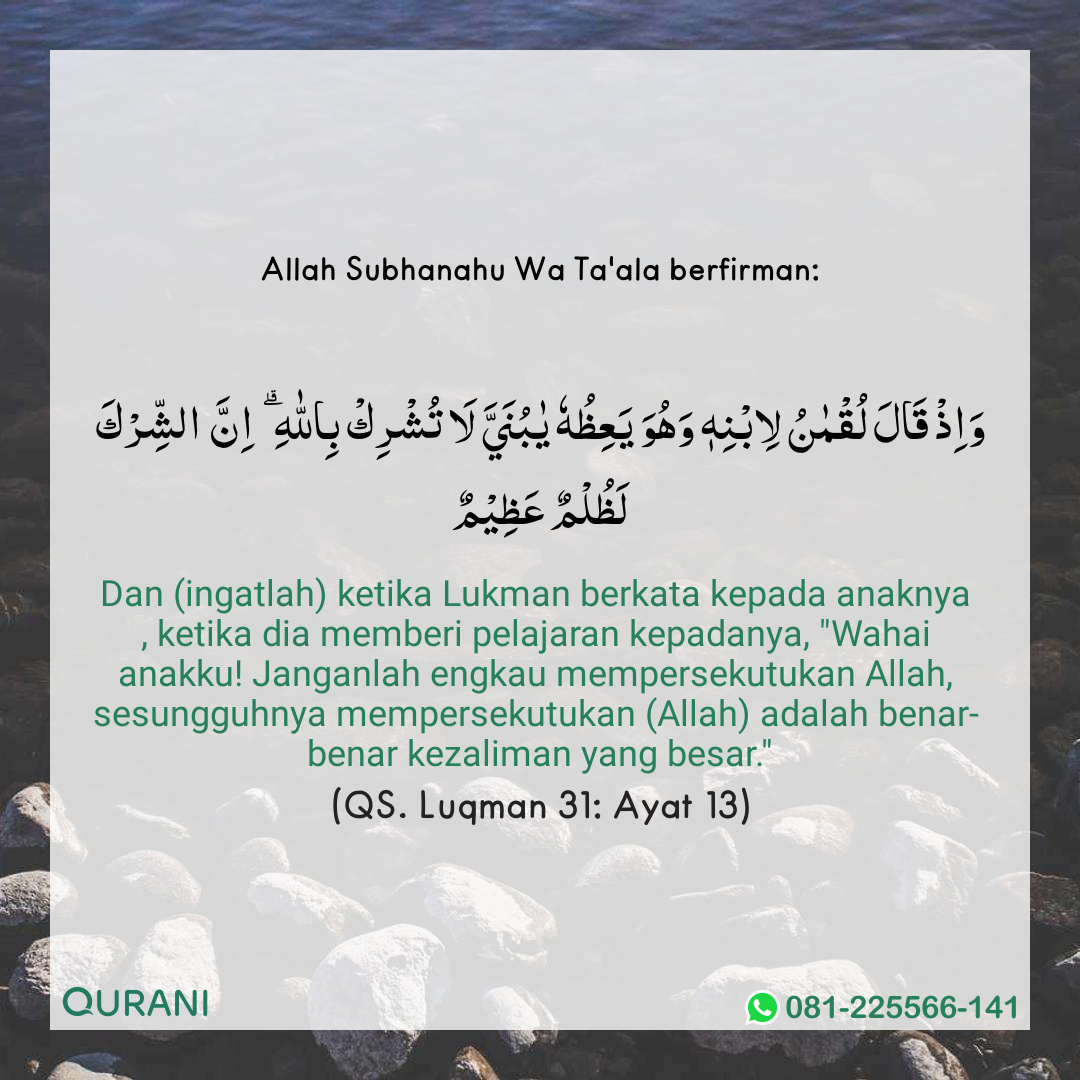 Allah Subhanahu Wa Ta'ala berfirman:
وَاِذْ قَالَ لُقْمٰنُ لِابْنِهٖ وَهُوَ يَعِظُهٗ يٰبُنَيَّ لَا تُشْرِكْ بِاللّٰهِ ۗ اِنَّ الشِّرْكَ
لَظُلْمٌ عَظِيْمٌ
Dan (ingatlah) ketika Lukman berkata kepada anaknya
, ketika dia memberi pelajaran kepadanya, "Wahai
anakku! Janganlah engkau mempersekutukan Allah,
sesungguhnya mempersekutukan (Allah) adalah benar-
benar kezaliman yang besar."
(QS. Luqman 31: Ayat 13)
QURANI
081-225566-141